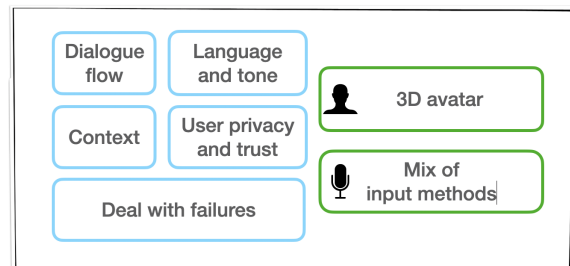 Dialogue
flow
Language
and tone
Context
User privacy
and trust
Deal with failures
3D avatar
Mix of
input methods